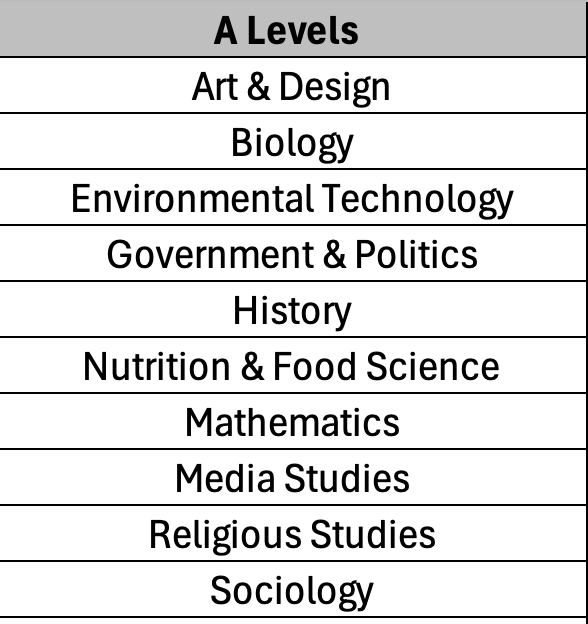 A Levels
Art & Design
Biology
Environmental Technology
Government & Politics
History
Nutrition & Food Science
Mathematics
Media Studies
Religious Studies
Sociology